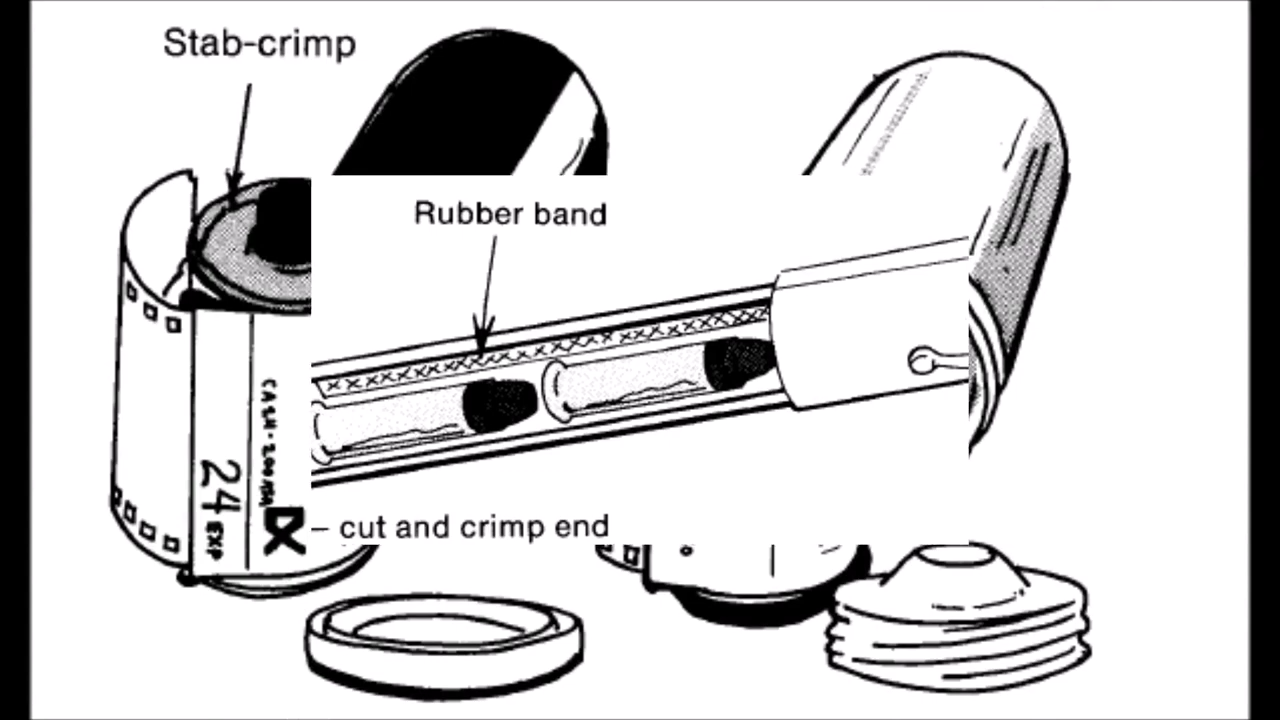 Stab-crimp
Rubber band
24 EXP
DX
– cut and crimp end